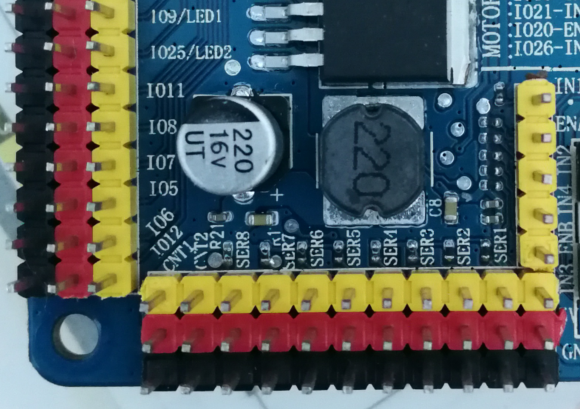 IO9/LED1
IO25/LED2
IO11
IO8
IO7
IO5
IO6
IO12
CNT1
CNT2
R21
SER8
R1
SER7
SER6
SER5
SER4
SER3
SER2
SER1
C8
220
16V
UT
220
MOTOR
IO21-IN
IO20-EN
IO26-IN
IN1
ENA
IN2
IN4
ENB
IN3
GN